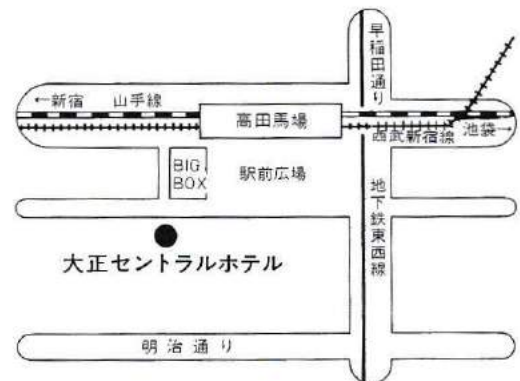 早稲田通り
←新宿 山手線
高田馬場
西武新宿線
池袋→
BIG
BOX
駅前広場
地下鉄東西線
大正セントラルホテル
明治通り